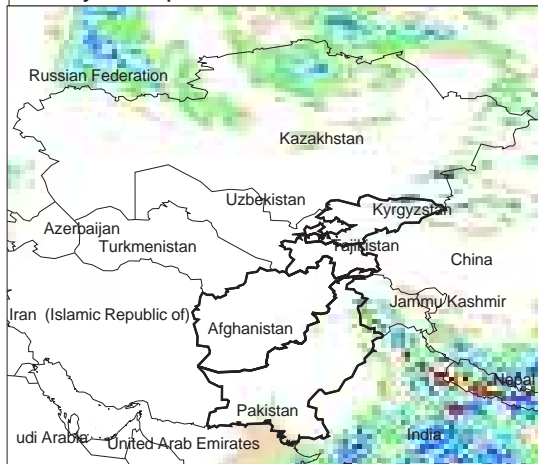 Russian Federation
Kazakhstan
Uzbekistan
Kyrgyzstan
Azerbaijan
Turkmenistan
Tajikistan
China
Jammu Kashmir
Iran (Islamic Republic of)
Afghanistan
Nepal
Pakistan
udi Arabia
United Arab Emirates
India